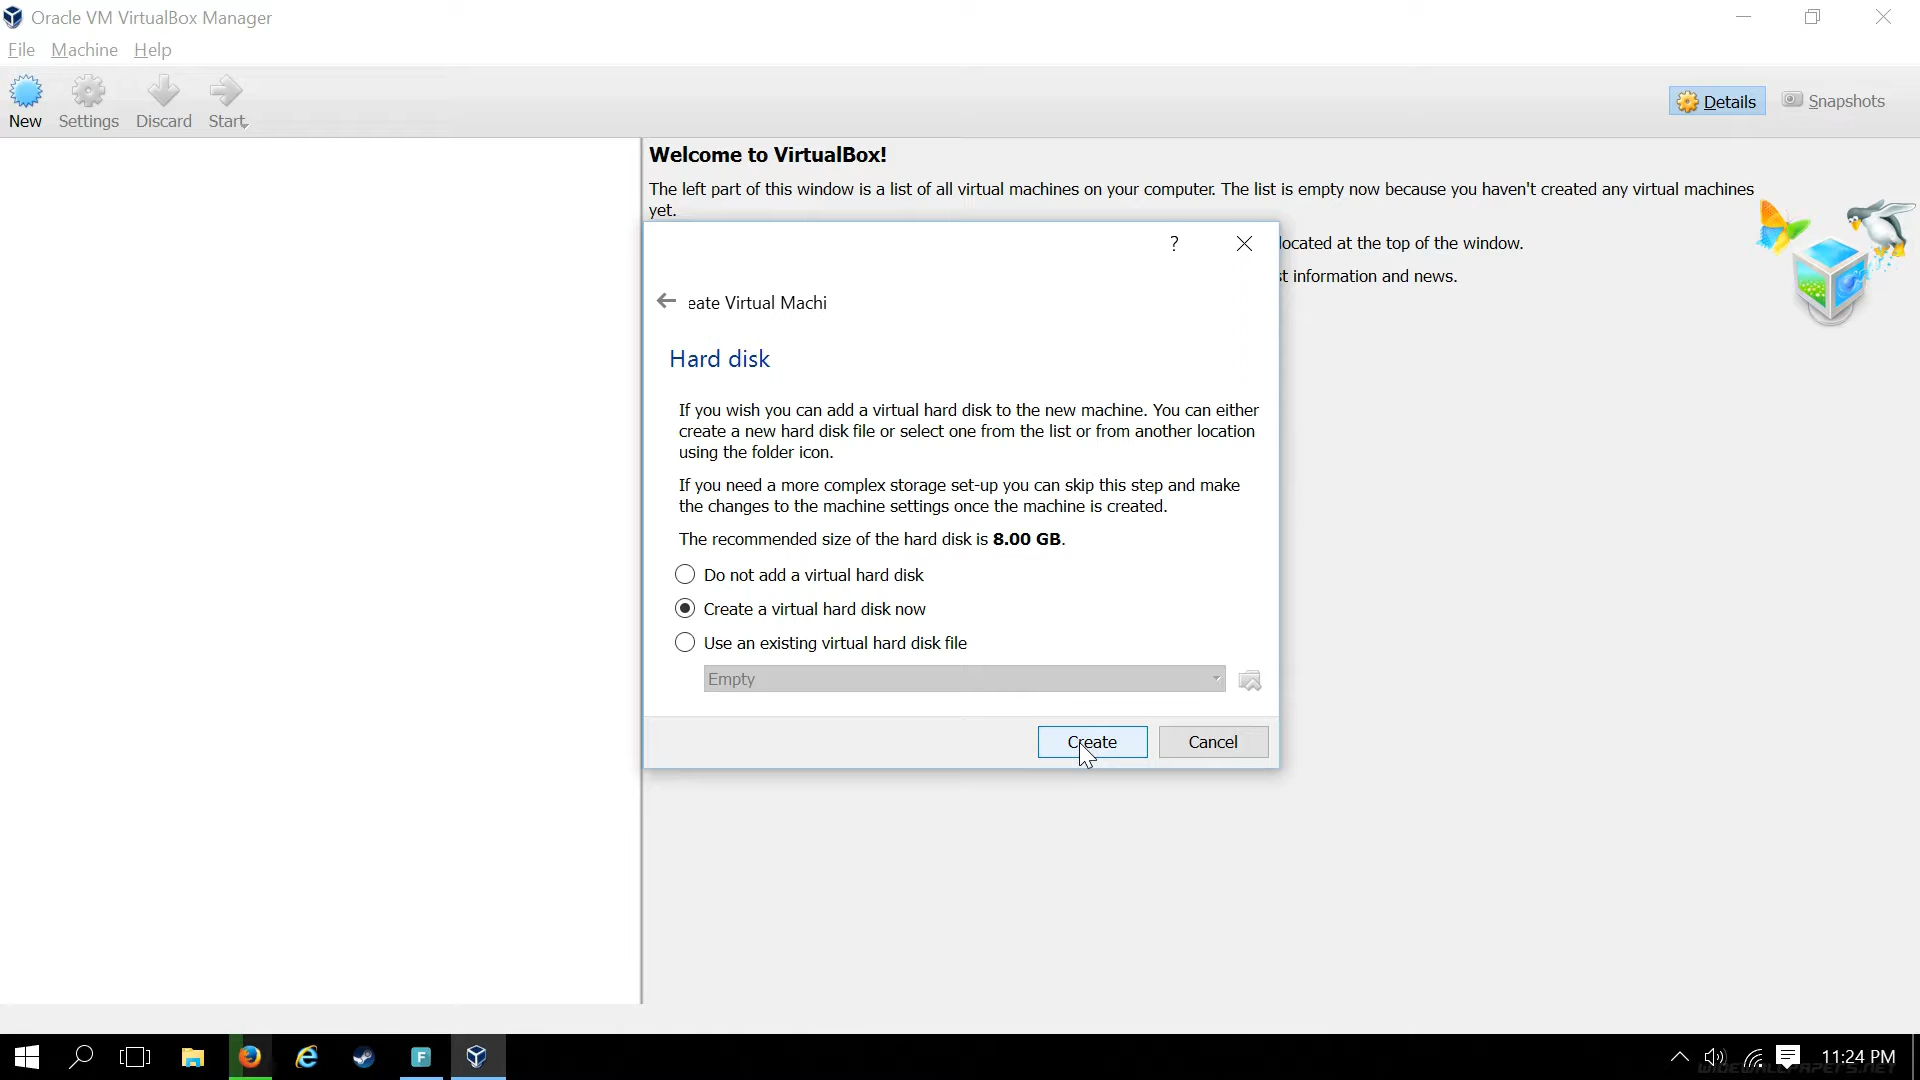 Oracle VM VirtualBox Manager
File Machine Help
New Settings Discard Start
Details Snapshots
Welcome to VirtualBox!
The left part of this window is a list of all virtual machines on your computer. The list is empty now because you haven't created any virtual machines
yet.
located at the top of the window.
t information and news.
?
eate Virtual Machi
Hard disk
If you wish you can add a virtual hard disk to the new machine. You can either
create a new hard disk file or select one from the list or from another location
using the folder icon.
If you need a more complex storage set-up you can skip this step and make
the changes to the machine settings once the machine is created.
The recommended size of the hard disk is 8.00 GB.
Do not add a virtual hard disk
Create a virtual hard disk now
Use an existing virtual hard disk file
Empty
Create Cancel
F
11:24 PM
WIDEWALLPAPERS.NET